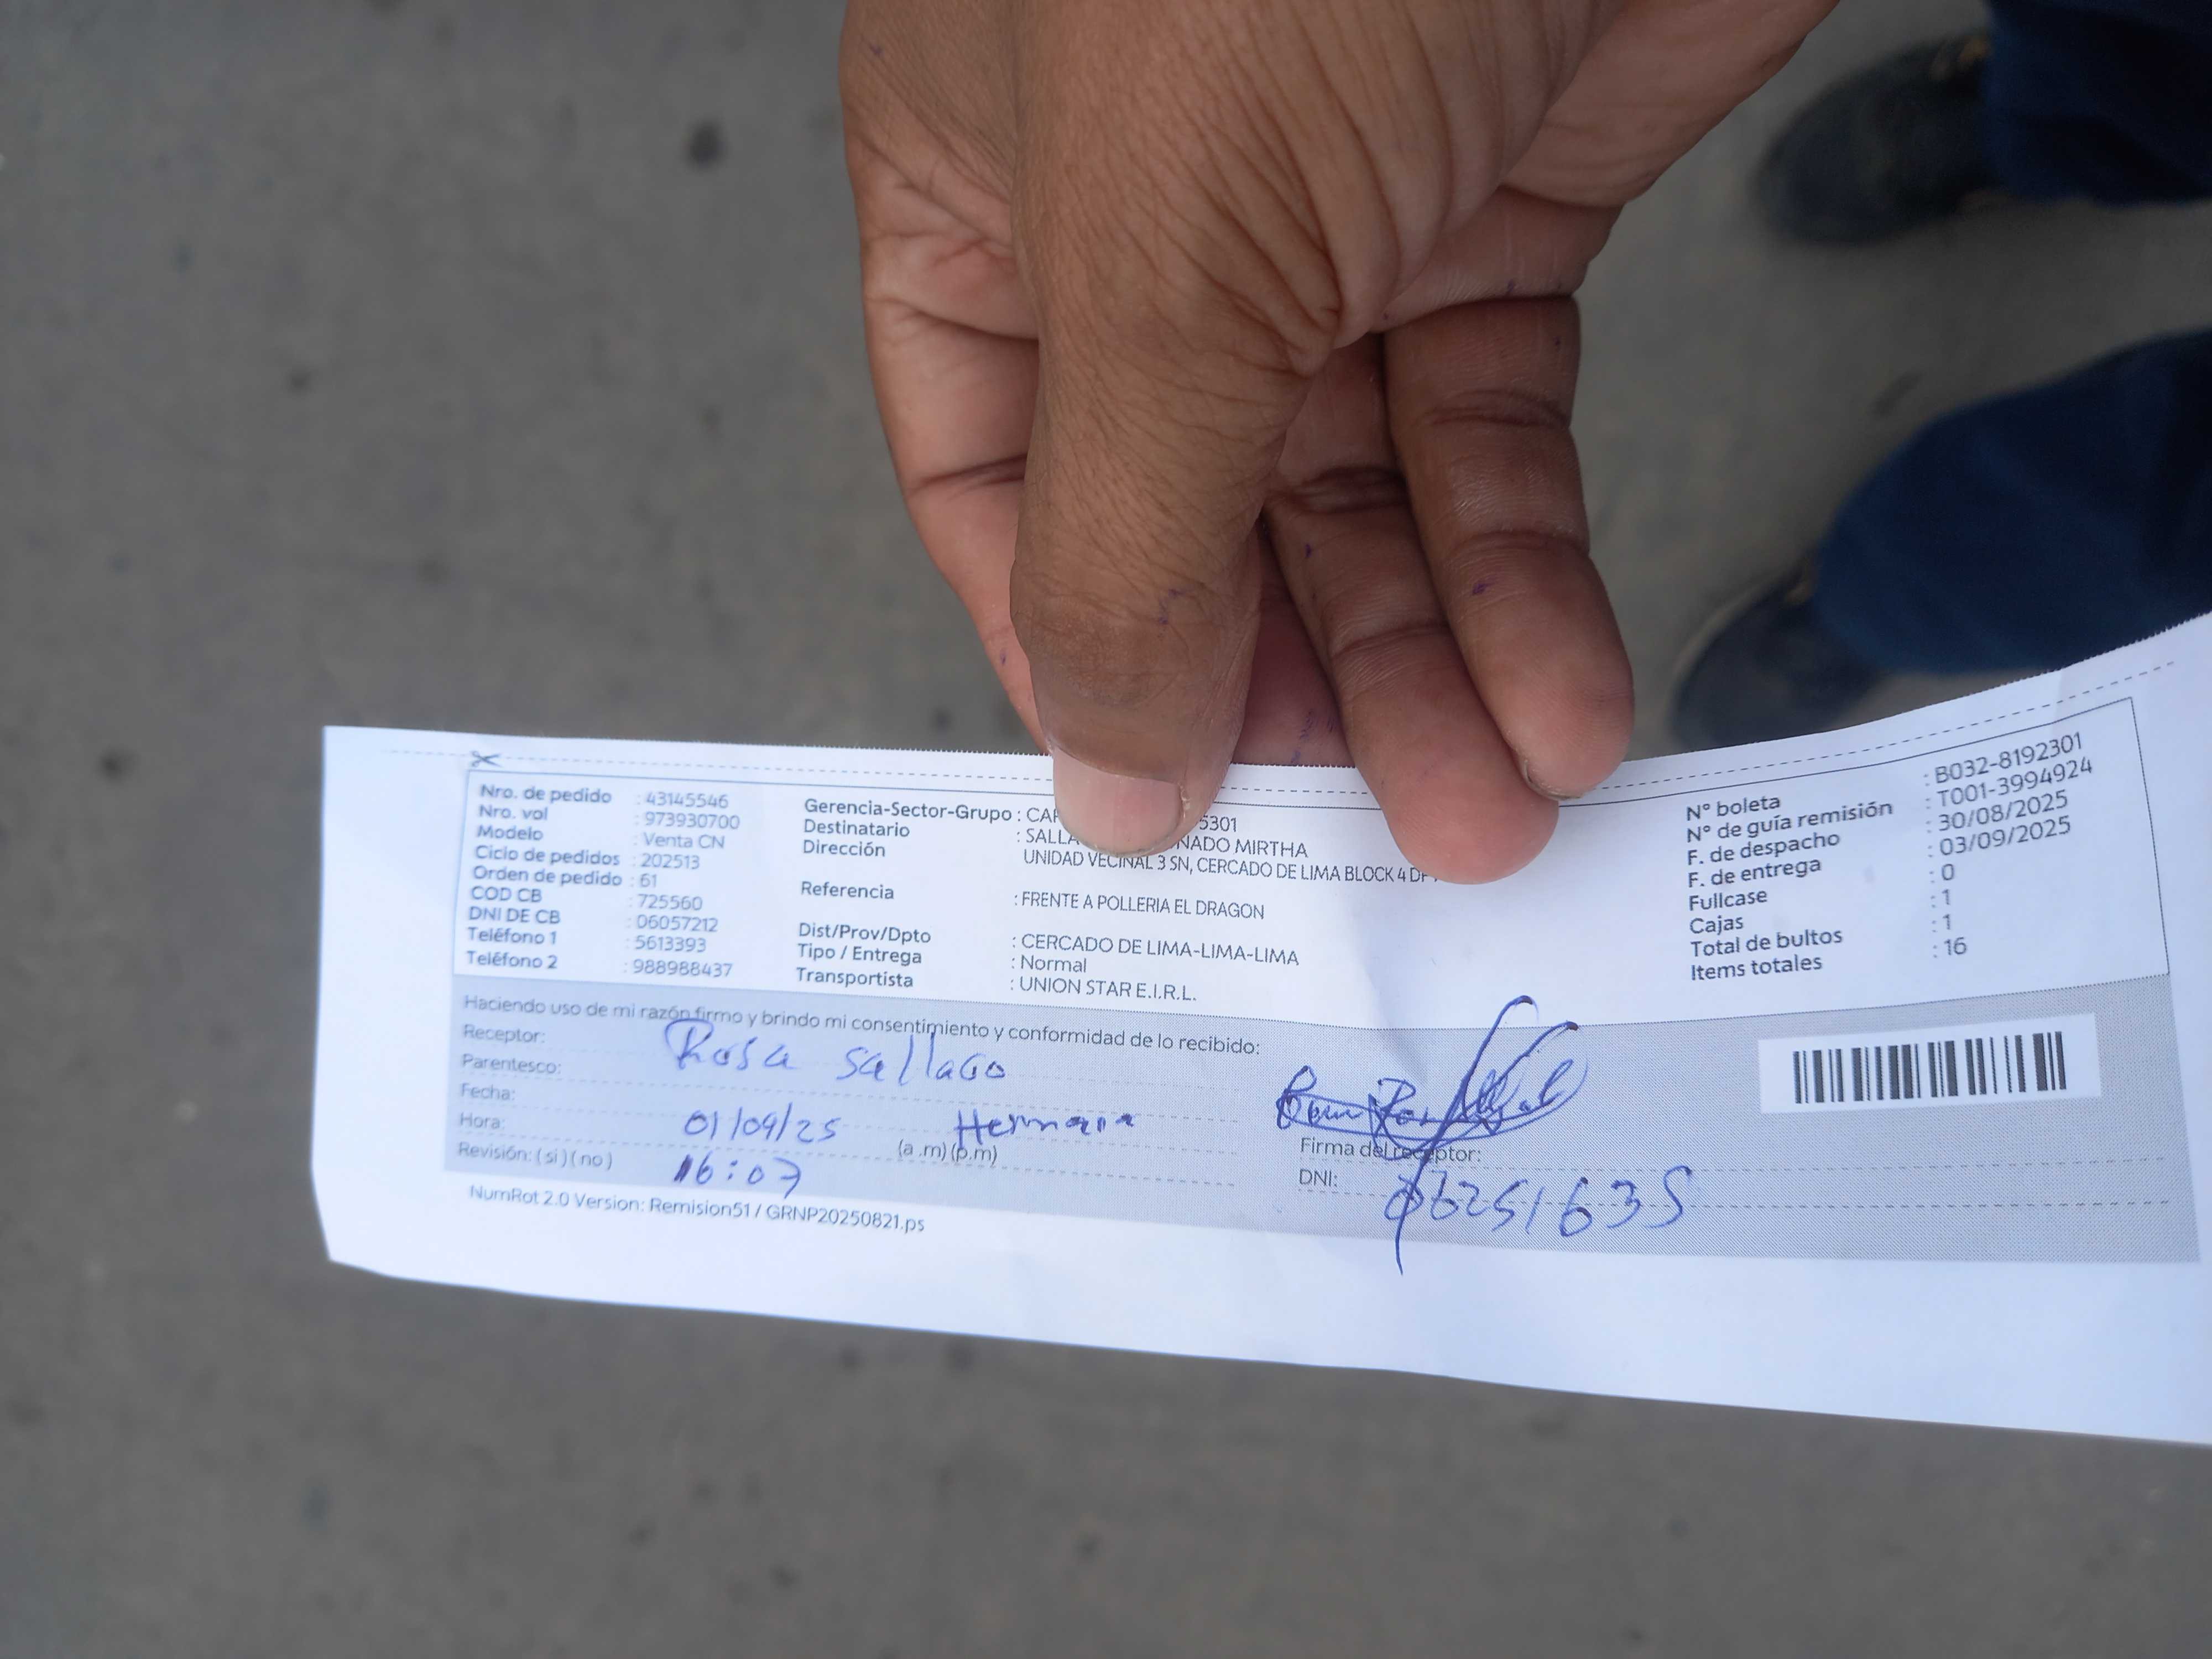 Nro. de pedido : 43145546
Nro. vol : 973930700
Modelo : Venta CN
Ciclo de pedidos : 202513
Orden de pedido : 61
COD CB : 725560
DNI DE CB : 06057212
Teléfono 1 : 5613393
Teléfono 2 : 988988437
Gerencia-Sector-Grupo : 5301
Destinatario : MIRTHA
Dirección UNIDAD VECINAL 3 SN, CERCADO DE LIMA BLOCK 4
Referencia : FRENTE A POLLERIA EL DRAGON
Dist/Prov/Dpto : CERCADO DE LIMA-LIMA-LIMA
Tipo / Entrega : Normal
Transportista : UNION STAR E.I.R.L.
N° boleta : B032-8192301
N° de guía remisión : T001-3994924
F. de despacho : 30/08/2025
F. de entrega : 03/09/2025
Fullcase : 0
Cajas : 1
Total de bultos : 1
Items totales : 16
Haciendo uso de mi razón firmo y brindo mi consentimiento y conformidad de lo recibido:
Receptor: Rosa Sallago
Parentesco: Hermana
Fecha: 01/09/25
Hora: 16:07 (a .m) (p.m)
Revisión: ( si ) ( no )
Firma del receptor:
DNI: 06251635
NumRot 2.0 Version: Remision51 / GRNP20250821.ps